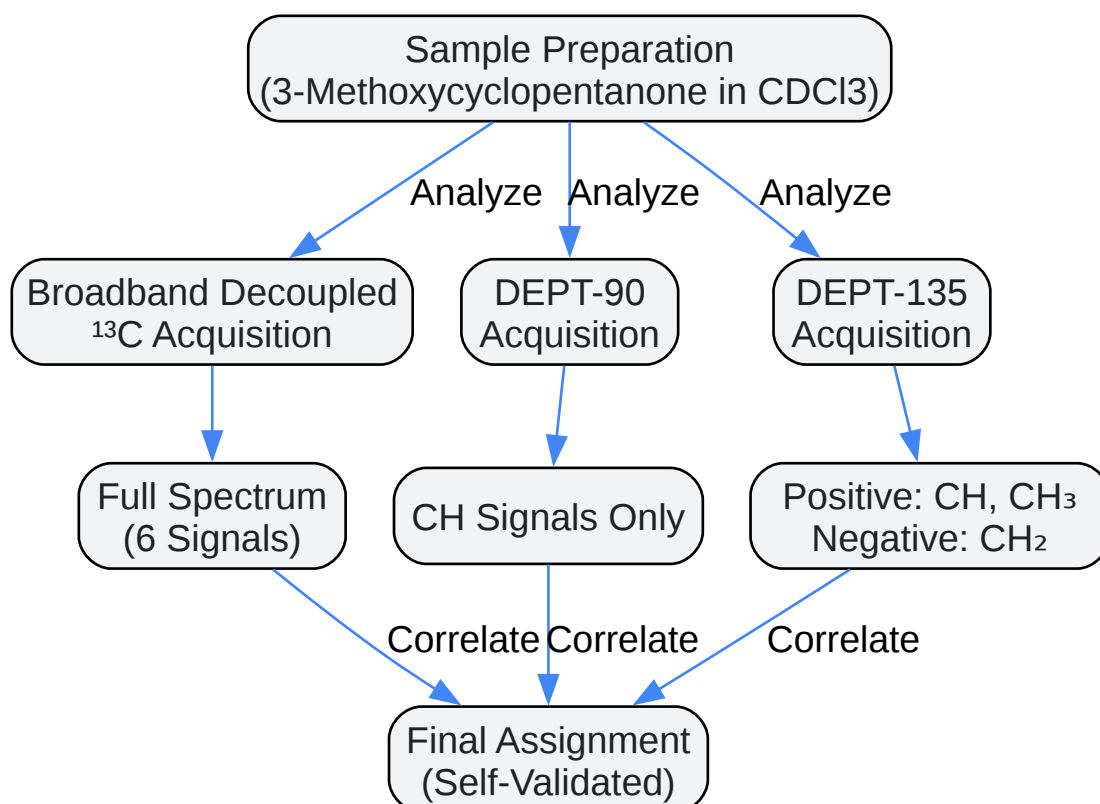 Sample Preparation
(3-Methoxycyclopentanone in CDCl3)
Analyze
Analyze
Analyze
Broadband Decoupled
¹³C Acquisition
DEPT-90
Acquisition
DEPT-135
Acquisition
Full Spectrum
(6 Signals)
CH Signals Only
Positive: CH, CH₃
Negative: CH₂
Correlate
Correlate
Correlate
Final Assignment
(Self-Validated)